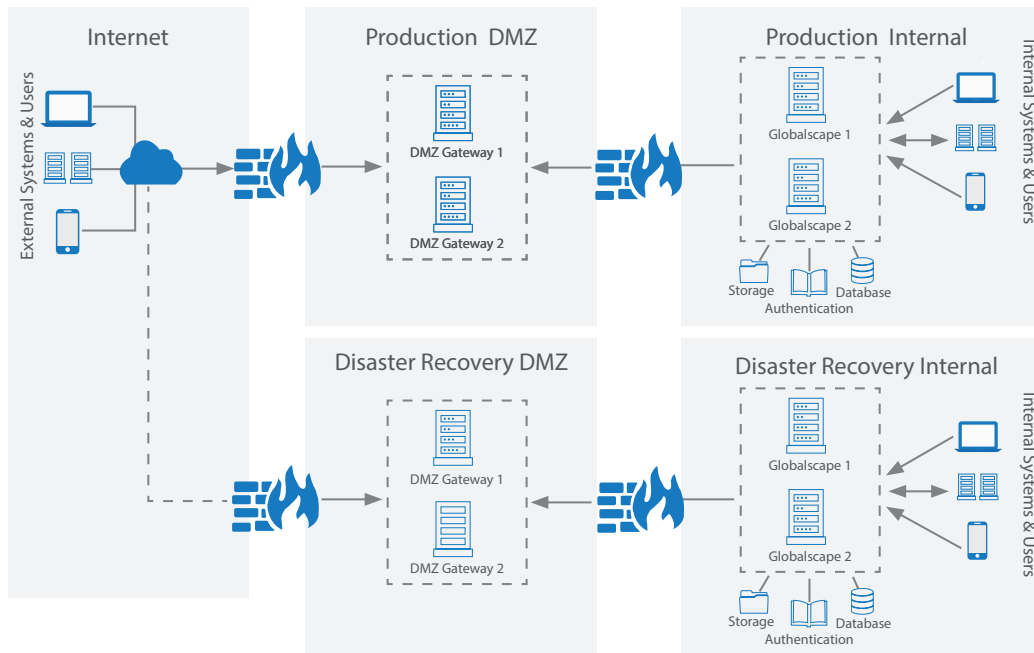 Internet
External Systems & Users
Production DMZ
DMZ Gateway 1
DMZ Gateway 2
Production Internal
Globalscape 1
Globalscape 2
Storage
Authentication
Database
Internal Systems & Users
Disaster Recovery DMZ
DMZ Gateway 1
DMZ Gateway 2
Disaster Recovery Internal
Globalscape 1
Globalscape 2
Storage
Authentication
Database
Internal Systems & Users